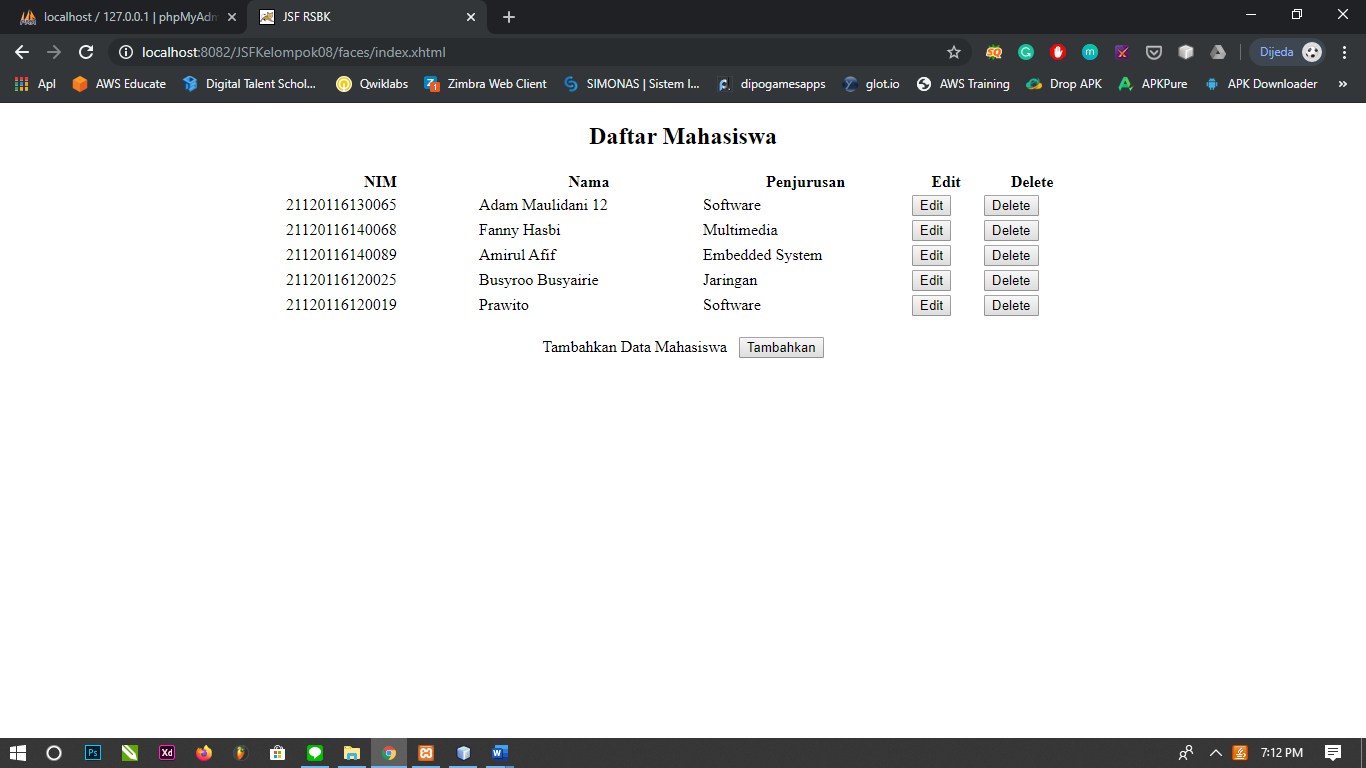 localhost / 127.0.0.1 | phpMyAdm JSF RSBK
localhost:8082/JSFKelompok08/faces/index.xhtml Dijeda
Apl AWS Educate Digital Talent Schol... Qwiklabs Zimbra Web Client SIMONAS | Sistem I... dipogamesapps glot.io AWS Training Drop APK APKPure APK Downloader »
Daftar Mahasiswa
NIM Nama Penjurusan Edit Delete
21120116130065 Adam Maulidani 12 Software Edit Delete
21120116140068 Fanny Hasbi Multimedia Edit Delete
21120116140089 Amirul Afif Embedded System Edit Delete
21120116120025 Busyroo Busyairie Jaringan Edit Delete
21120116120019 Prawito Software Edit Delete
Tambahkan Data Mahasiswa Tambahkan
Ps Xd W 7:12 PM